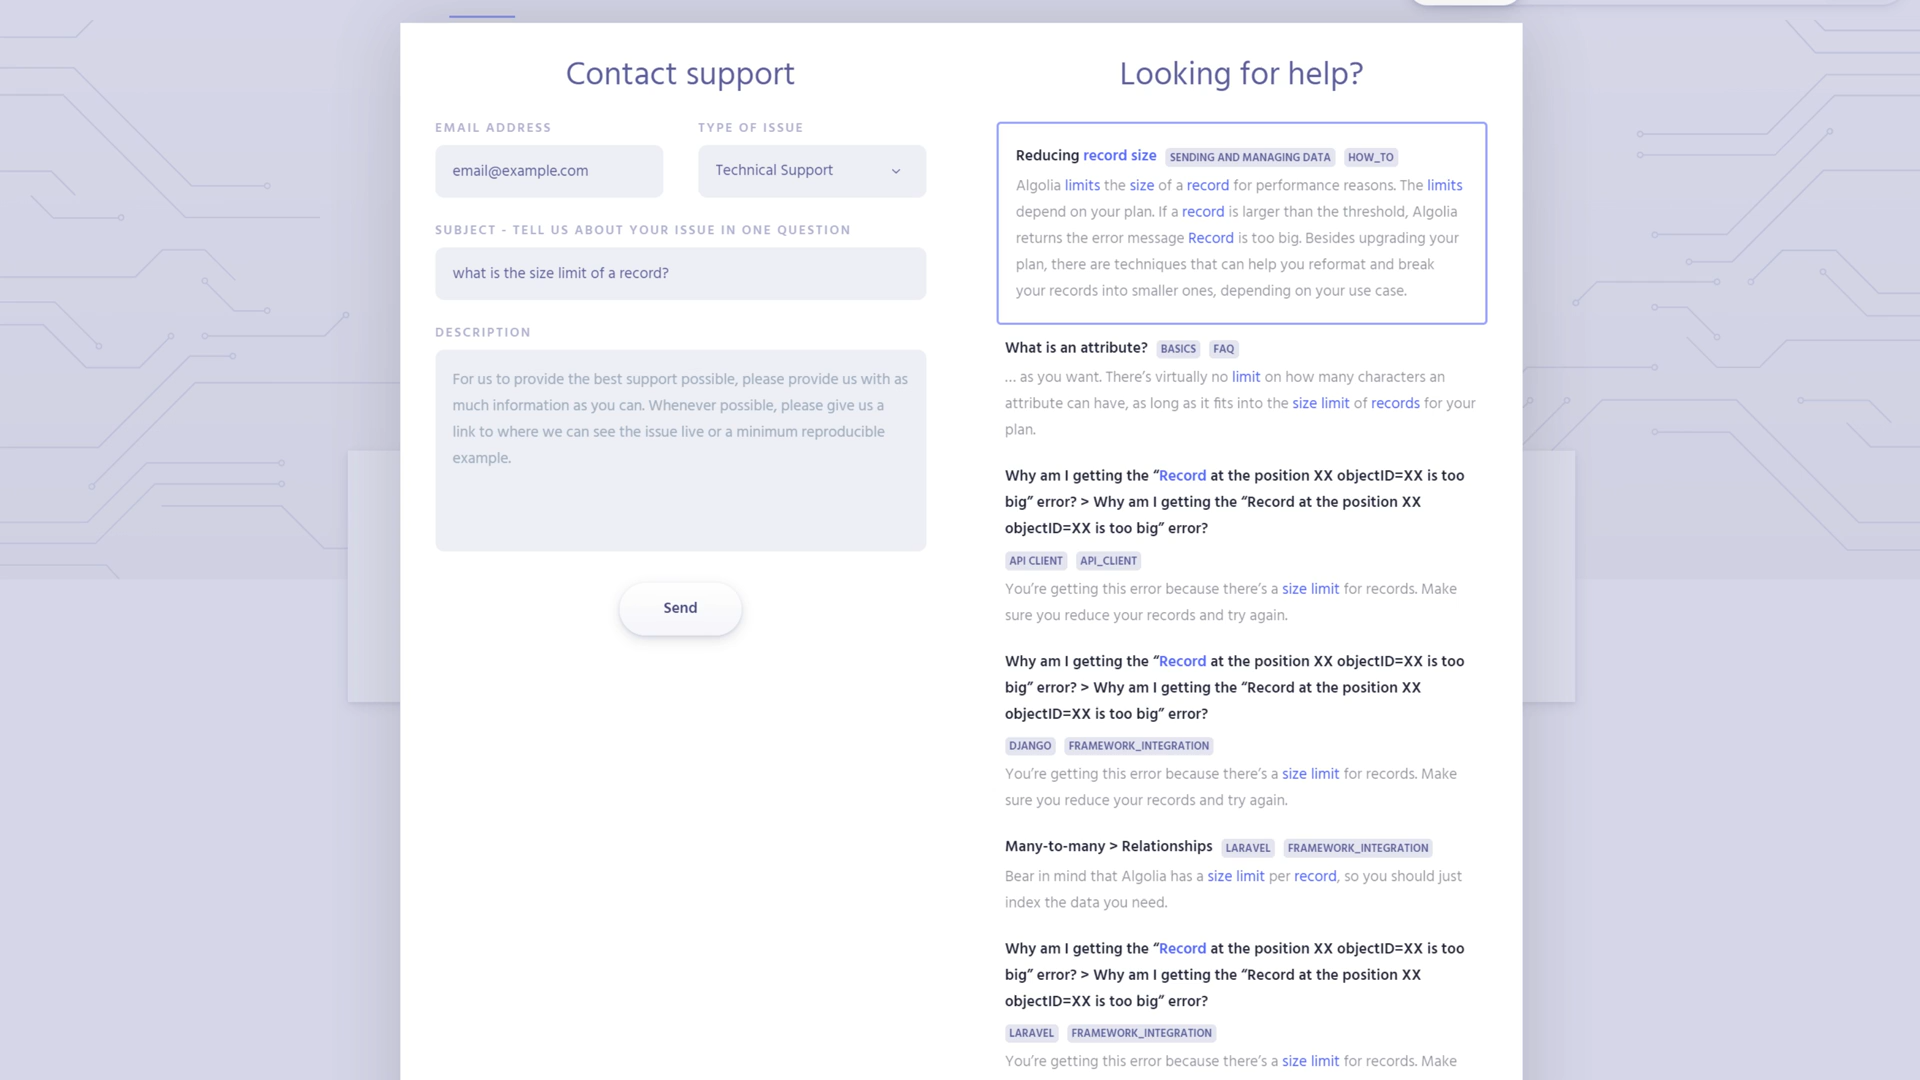 Contact support
EMAIL ADDRESS
email@example.com
TYPE OF ISSUE
Technical Support
SUBJECT - TELL US ABOUT YOUR ISSUE IN ONE QUESTION
what is the size limit of a record?
DESCRIPTION
For us to provide the best support possible, please provide us with as
much information as you can. Whenever possible, please give us a
link to where we can see the issue live or a minimum reproducible
example.
Send
Looking for help?
Reducing record size SENDING AND MANAGING DATA HOW_TO
Algolia limits the size of a record for performance reasons. The limits
depend on your plan. If a record is larger than the threshold, Algolia
returns the error message Record is too big. Besides upgrading your
plan, there are techniques that can help you reformat and break
your records into smaller ones, depending on your use case.
What is an attribute? BASICS FAQ
... as you want. There’s virtually no limit on how many characters an
attribute can have, as long as it fits into the size limit of records for your
plan.
Why am I getting the “Record at the position XX objectID=XX is too
big” error? > Why am I getting the “Record at the position XX
objectID=XX is too big” error?
API CLIENT API_CLIENT
You’re getting this error because there’s a size limit for records. Make
sure you reduce your records and try again.
Why am I getting the “Record at the position XX objectID=XX is too
big” error? > Why am I getting the “Record at the position XX
objectID=XX is too big” error?
DJANGO FRAMEWORK_INTEGRATION
You’re getting this error because there’s a size limit for records. Make
sure you reduce your records and try again.
Many-to-many > Relationships LARAVEL FRAMEWORK_INTEGRATION
Bear in mind that Algolia has a size limit per record, so you should just
index the data you need.
Why am I getting the “Record at the position XX objectID=XX is too
big” error? > Why am I getting the “Record at the position XX
objectID=XX is too big” error?
LARAVEL FRAMEWORK_INTEGRATION
You’re getting this error because there’s a size limit for records. Make